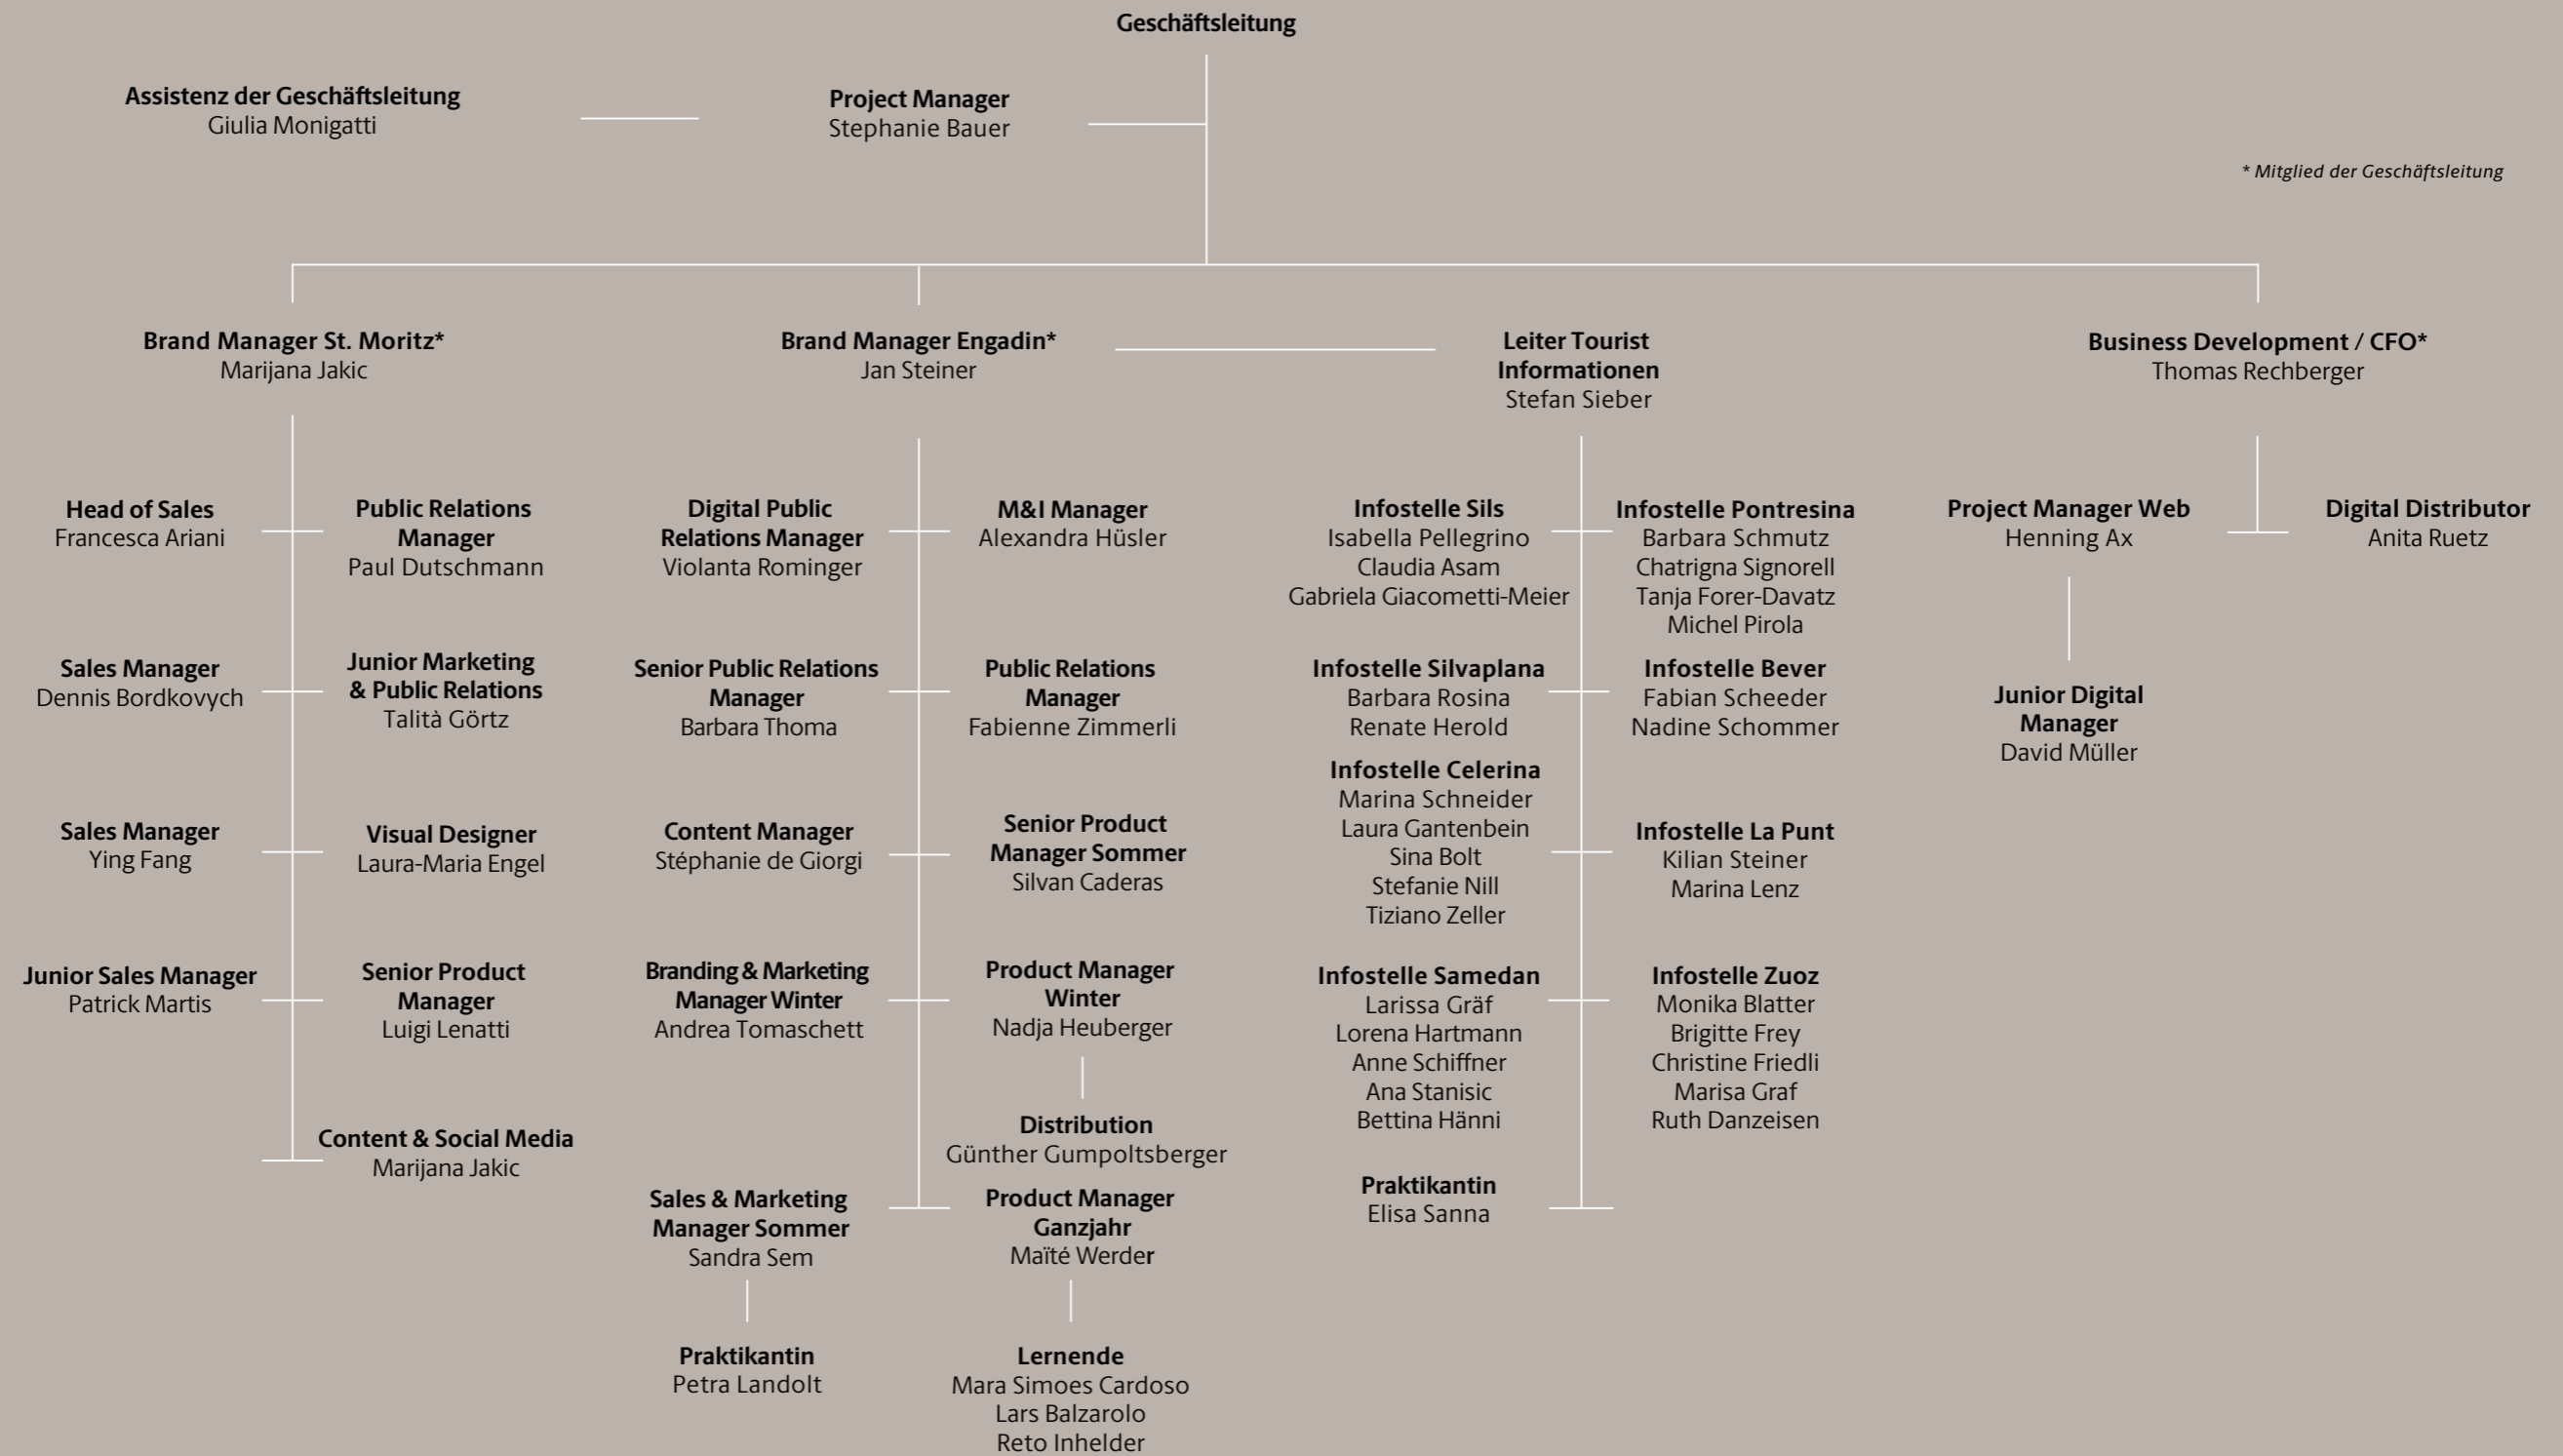 Geschäftsleitung
Assistenz der Geschäftsleitung
Giulia Monigatti
Project Manager
Stephanie Bauer
* Mitglied der Geschäftsleitung
Brand Manager St. Moritz*
Marijana Jakic
Brand Manager Engadin*
Jan Steiner
Leiter Tourist
Informationen
Stefan Sieber
Business Development / CFO*
Thomas Rechberger
Head of Sales
Francesca Ariani
Public Relations
Manager
Paul Dutschmann
Sales Manager
Dennis Bordkovych
Junior Marketing
& Public Relations
Talità Görtz
Sales Manager
Ying Fang
Visual Designer
Laura-Maria Engel
Junior Sales Manager
Patrick Martis
Senior Product
Manager
Luigi Lenatti
Content & Social Media
Marijana Jakic
Digital Public
Relations Manager
Violanta Rominger
M&I Manager
Alexandra Hüsler
Senior Public Relations
Manager
Barbara Thoma
Public Relations
Manager
Fabienne Zimmerli
Content Manager
Stéphanie de Giorgi
Senior Product
Manager Sommer
Silvan Caderas
Branding & Marketing
Manager Winter
Andrea Tomaschett
Product Manager
Winter
Nadja Heuberger
Distribution
Günther Gumpoltsberger
Sales & Marketing
Manager Sommer
Sandra Sem
Product Manager
Ganzjahr
Maïté Werder
Praktikantin
Petra Landolt
Lernende
Mara Simoes Cardoso
Lars Balzarolo
Reto Inhelder
Infostelle Sils
Isabella Pellegrino
Claudia Asam
Gabriela Giacometti-Meier
Infostelle Pontresina
Barbara Schmutz
Chatrigna Signorell
Tanja Forer-Davatz
Michel Pirola
Infostelle Silvaplana
Barbara Rosina
Renate Herold
Infostelle Bever
Fabian Scheeder
Nadine Schommer
Infostelle Celerina
Marina Schneider
Laura Gantenbein
Sina Bolt
Stefanie Nill
Tiziano Zeller
Infostelle La Punt
Kilian Steiner
Marina Lenz
Infostelle Samedan
Larissa Gräf
Lorena Hartmann
Anne Schiffner
Ana Stanisic
Bettina Hänni
Infostelle Zuoz
Monika Blatter
Brigitte Frey
Christine Friedli
Marisa Graf
Ruth Danzeisen
Praktikantin
Elisa Sanna
Project Manager Web
Henning Ax
Digital Distributor
Anita Ruetz
Junior Digital
Manager
David Müller